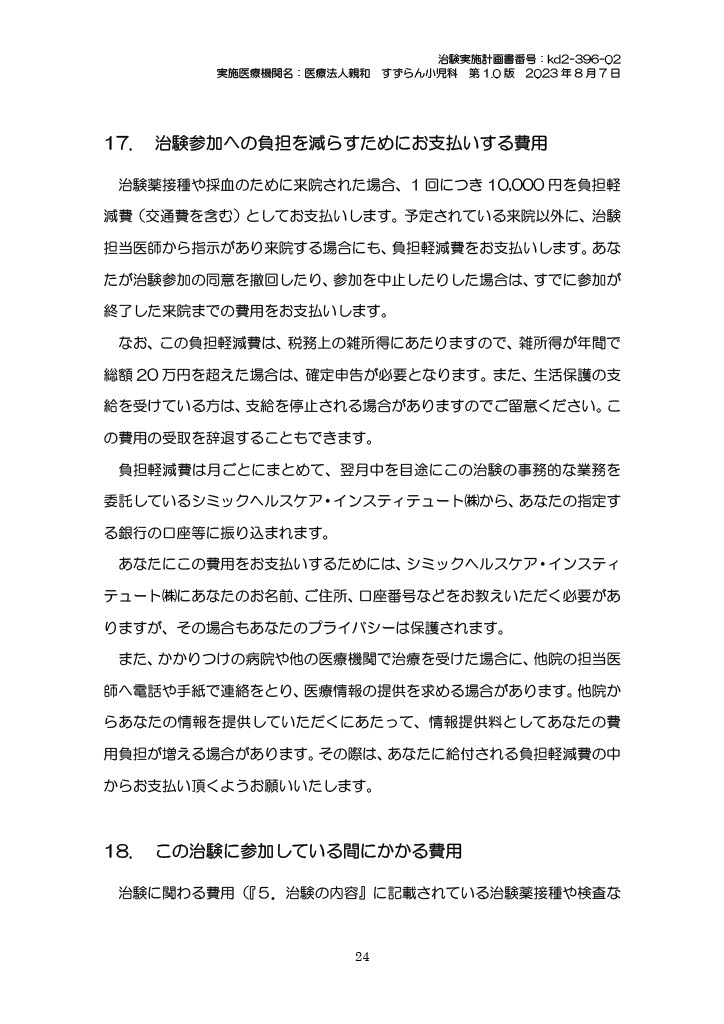 治験実施計画書番号：kd2-396-02
実施医療機関名：医療法人親和　すずらん小児科　第1.0版　2023年8月7日
17．　治験参加への負担を減らすためにお支払いする費用
治験薬接種や採血のために来院された場合、1回につき10,000円を負担軽
減費（交通費を含む）としてお支払いします。予定されている来院以外に、治験
担当医師から指示があり来院する場合にも、負担軽減費をお支払いします。あな
たが治験参加の同意を撤回したり、参加を中止したりした場合は、すでに参加が
終了した来院までの費用をお支払いします。
なお、この負担軽減費は、税務上の雑所得にあたりますので、雑所得が年間で
総額20万円を超えた場合は、確定申告が必要となります。また、生活保護の支
給を受けている方は、支給を停止される場合がありますのでご留意ください。こ
の費用の受取を辞退することもできます。
負担軽減費は月ごとにまとめて、翌月中を目途にこの治験の事務的な業務を
委託しているシミックヘルスケア・インスティテュート㈱から、あなたの指定す
る銀行の口座等に振り込まれます。
あなたにこの費用をお支払いするためには、シミックヘルスケア・インスティ
テュート㈱にあなたのお名前、ご住所、口座番号などをお教えいただく必要があ
りますが、その場合もあなたのプライバシーは保護されます。
また、かかりつけの病院や他の医療機関で治療を受けた場合に、他院の担当医
師へ電話や手紙で連絡をとり、医療情報の提供を求める場合があります。他院か
らあなたの情報を提供していただくにあたって、情報提供料としてあなたの費
用負担が増える場合があります。その際は、あなたに給付される負担軽減費の中
からお支払い頂くようお願いいたします。
18．　この治験に参加している間にかかる費用
治験に関わる費用（『５．治験の内容』に記載されている治験薬接種や検査な
24